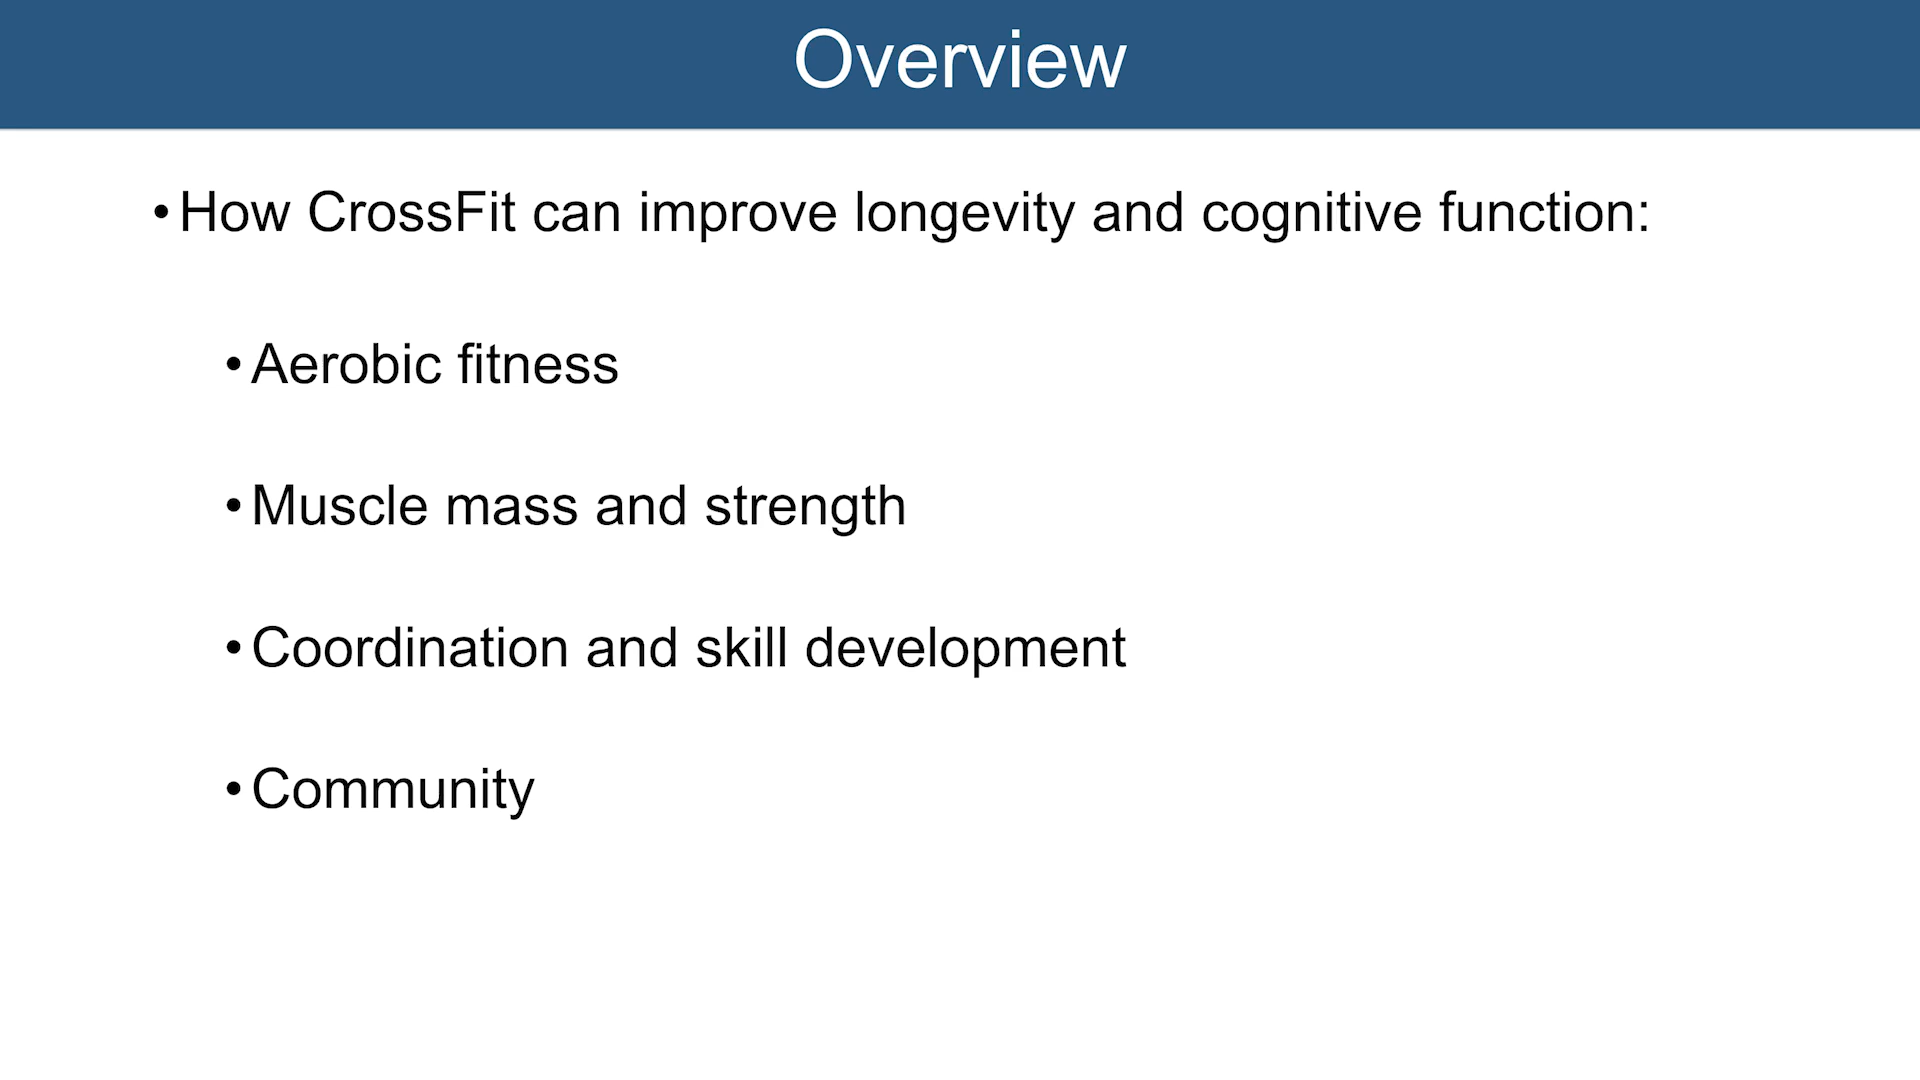 Overview
• How CrossFit can improve longevity and cognitive function:
• Aerobic fitness
• Muscle mass and strength
• Coordination and skill development
• Community